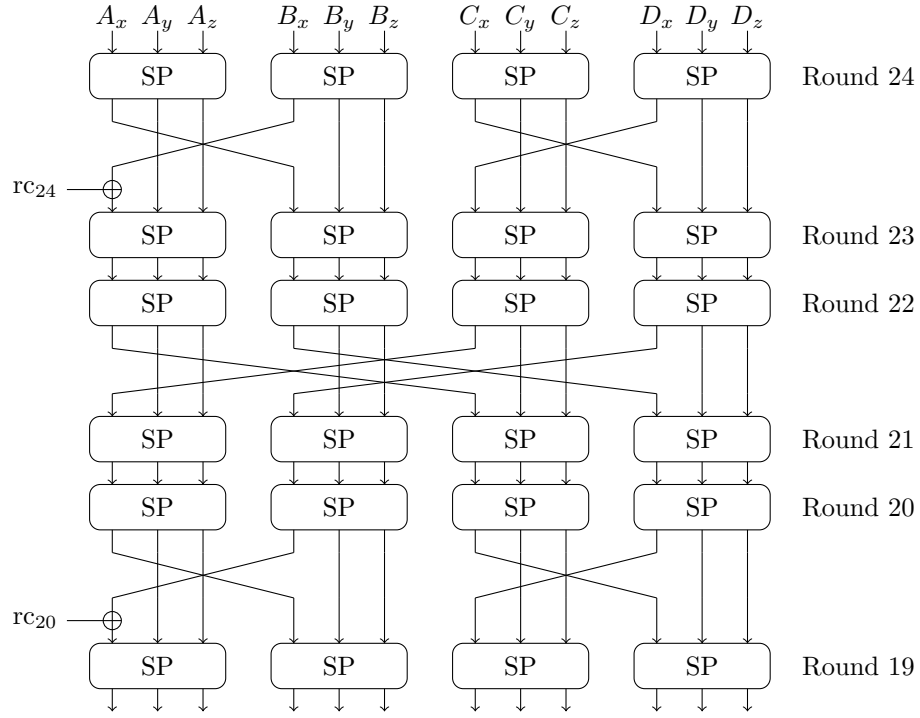 A_x A_y A_z B_x B_y B_z C_x C_y C_z D_x D_y D_z
SP SP SP SP Round 24
rc_24
SP SP SP SP Round 23
SP SP SP SP Round 22
SP SP SP SP Round 21
SP SP SP SP Round 20
rc_20
SP SP SP SP Round 19